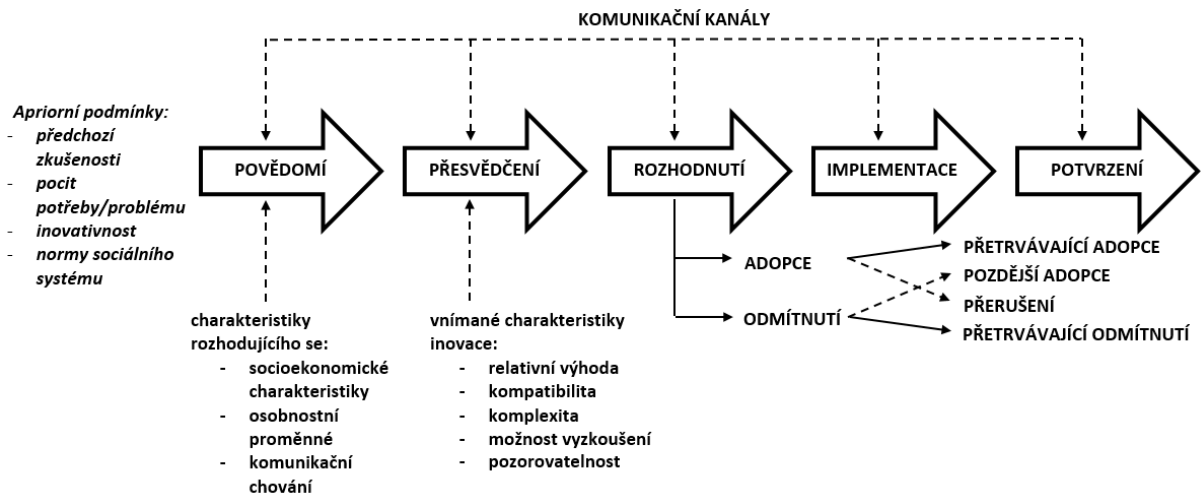 KOMUNIKAČNÍ KANÁLY
Apriorní podmínky:
- předchozí
zkušenosti
- pocit
potřeby/problému
- inovativnost
- normy sociálního
systému
POVĚDOMÍ
PŘESVĚDČENÍ
ROZHODNUTÍ
IMPLEMENTACE
POTVRZENÍ
ADOPCE
ODMÍTNUTÍ
PŘETRVÁVAJÍCÍ ADOPCE
POZDĚJŠÍ ADOPCE
PŘERUŠENÍ
PŘETRVÁVAJÍCÍ ODMÍTNUTÍ
charakteristiky
rozhodujícího se:
- socioekonomické
charakteristiky
- osobnostní
proměnné
- komunikační
chování
vnímané charakteristiky
inovace:
- relativní výhoda
- kompatibilita
- komplexita
- možnost vyzkoušení
- pozorovatelnost